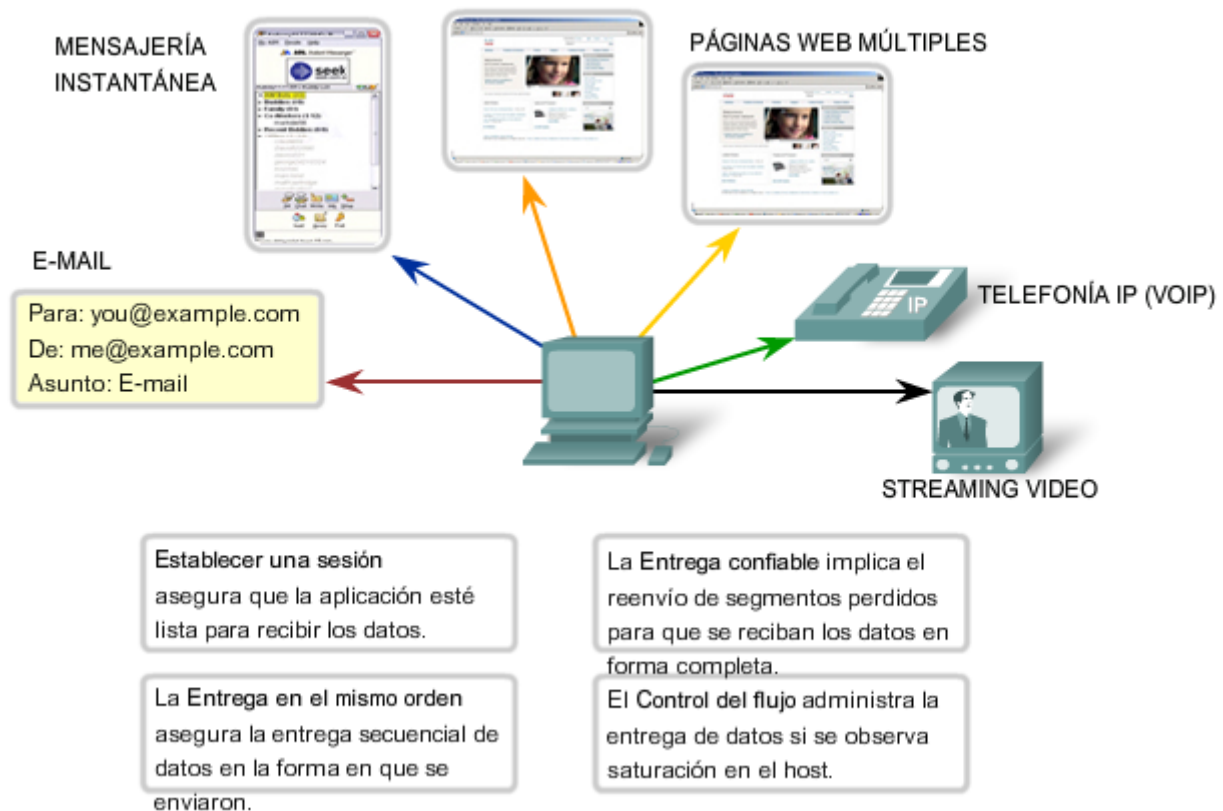 MENSAJERÍA
INSTANTÁNEA
seek
PÁGINAS WEB MÚLTIPLES
E-MAIL
Para: you@example.com
De: me@example.com
Asunto: E-mail
IP
TELEFONÍA IP (VOIP)
STREAMING VIDEO
Establecer una sesión
asegura que la aplicación esté
lista para recibir los datos.
La Entrega confiable implica el
reenvío de segmentos perdidos
para que se reciban los datos en
forma completa.
La Entrega en el mismo orden
asegura la entrega secuencial de
datos en la forma en que se
enviaron.
El Control del flujo administra la
entrega de datos si se observa
saturación en el host.